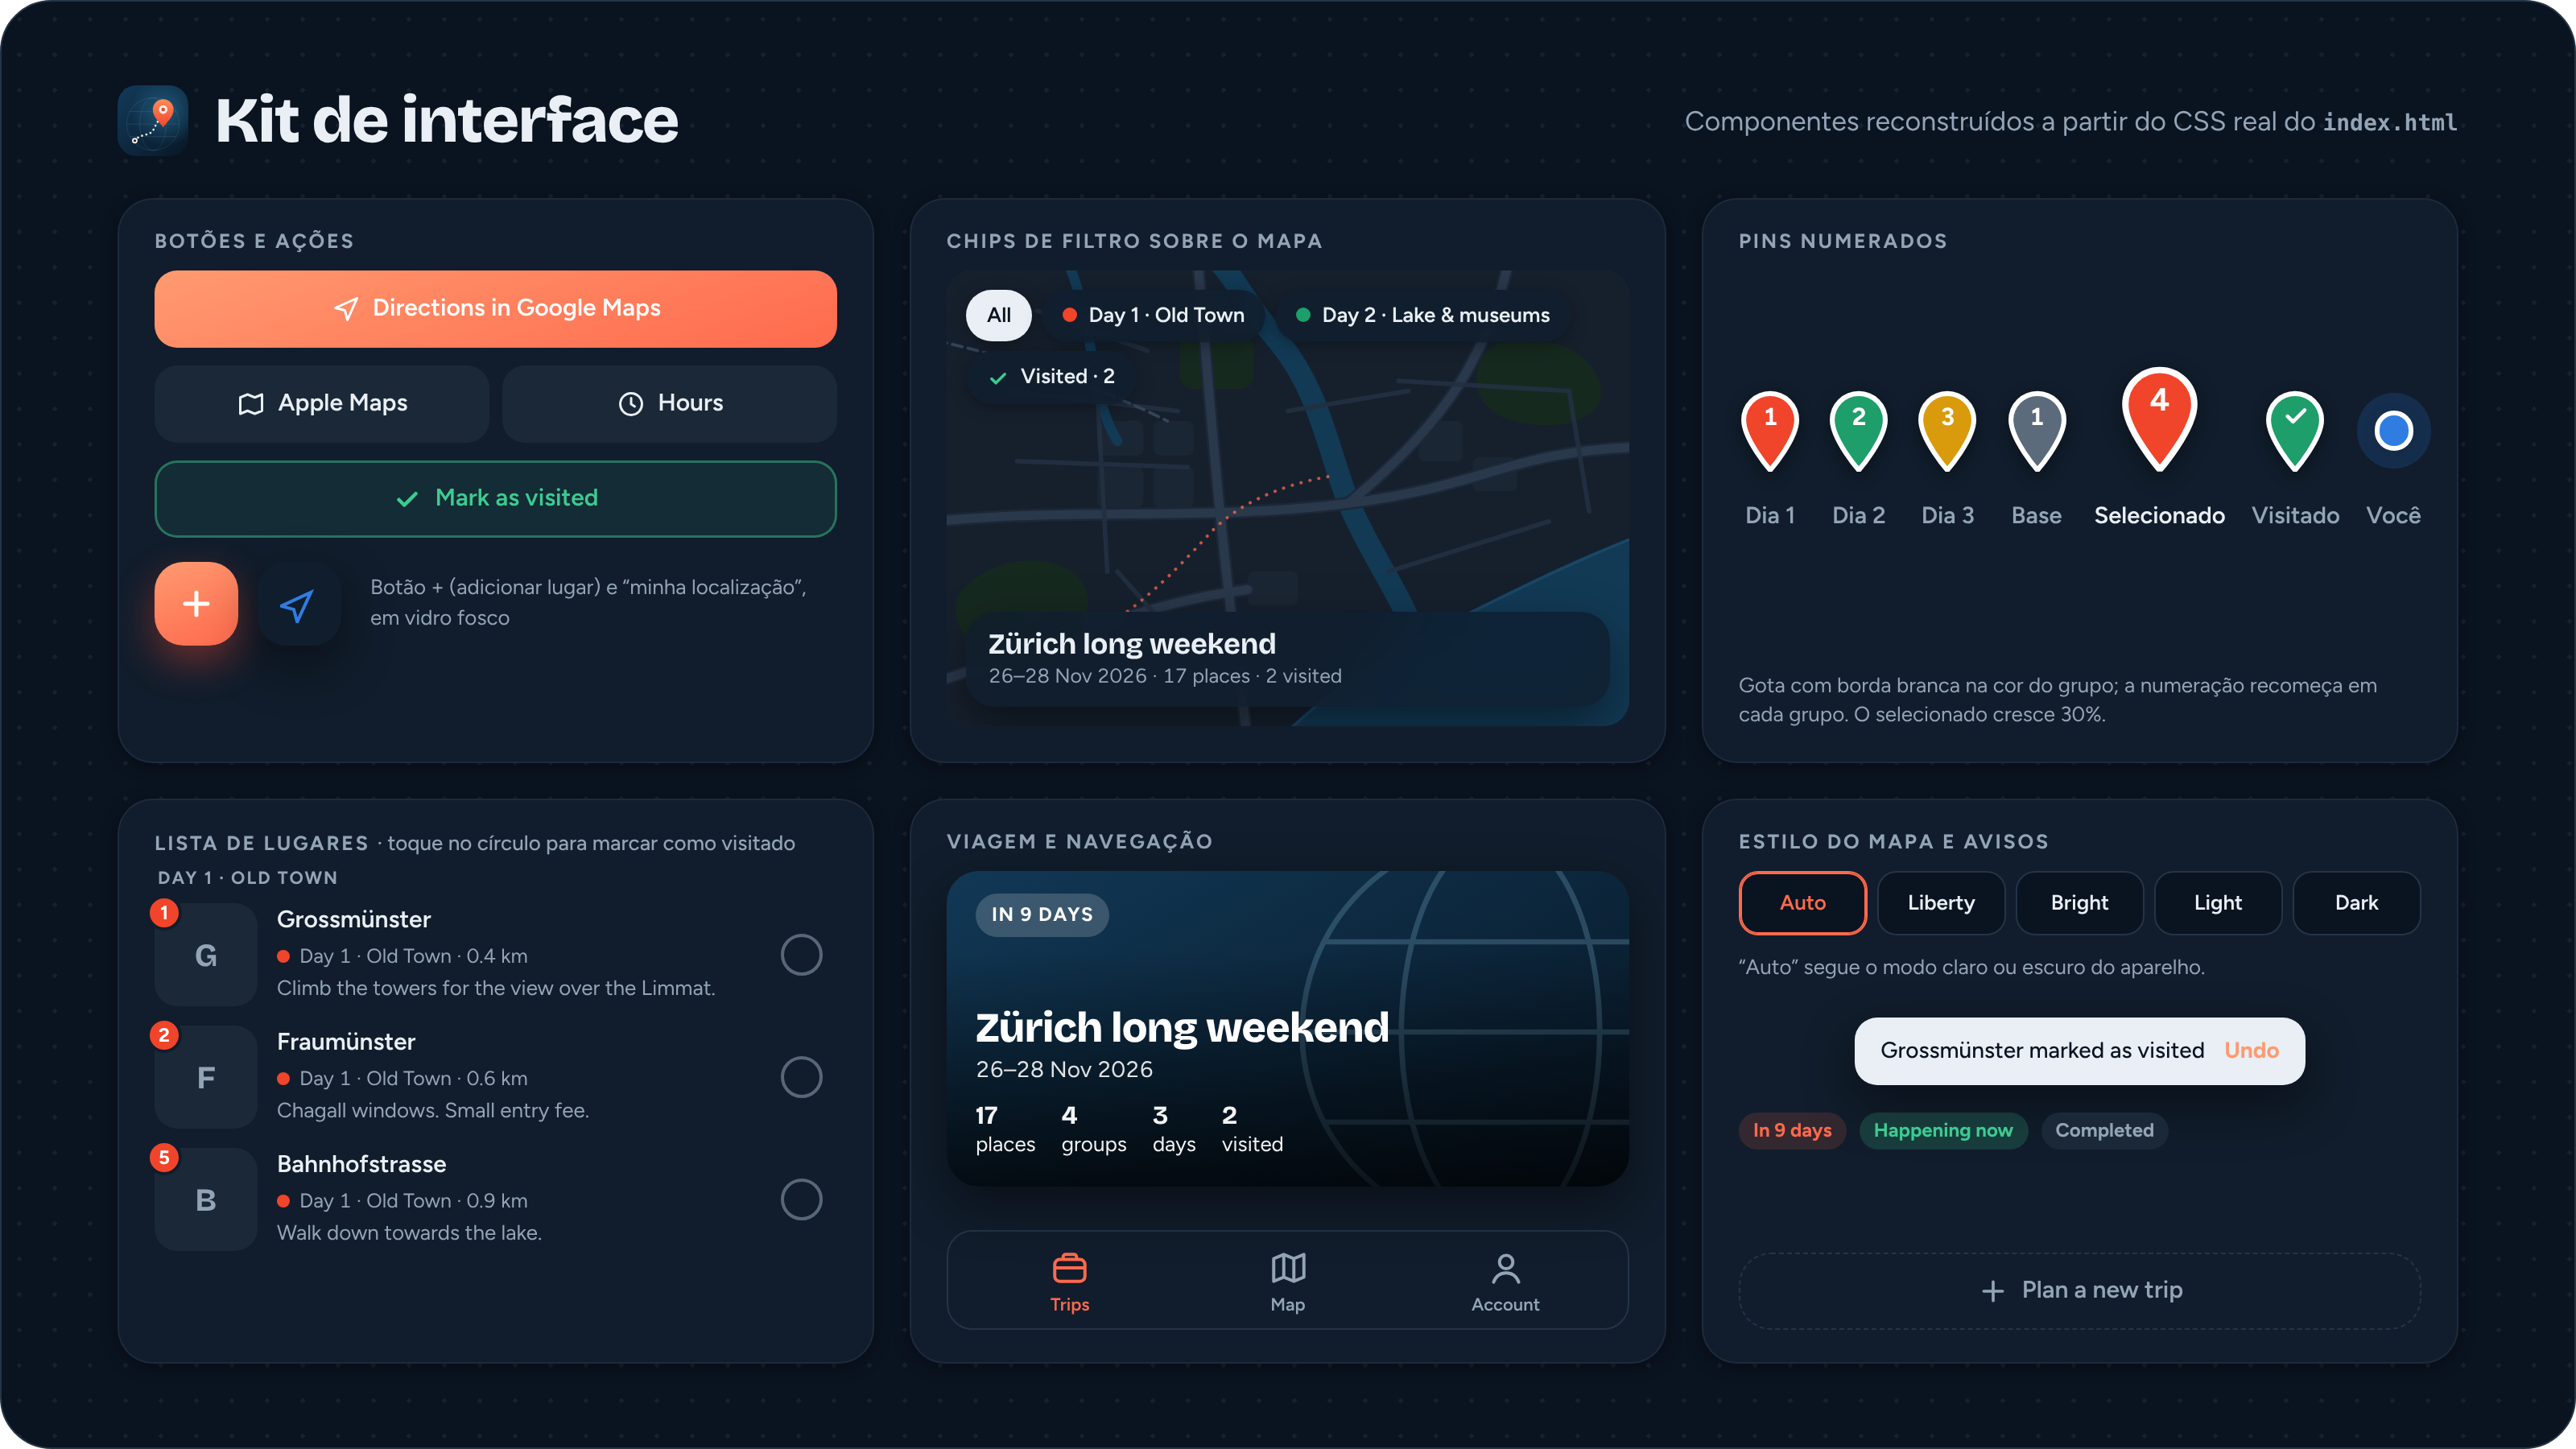 Kit de interface
Componentes reconstruídos a partir do CSS real do index.html
BOTÕES E AÇÕES
Directions in Google Maps
Apple Maps
Hours
Mark as visited
Botão + (adicionar lugar) e “minha localização”,
em vidro fosco
CHIPS DE FILTRO SOBRE O MAPA
All
Day 1 · Old Town
Day 2 · Lake & museums
Visited · 2
Zürich long weekend
26–28 Nov 2026 · 17 places · 2 visited
PINS NUMERADOS
1
2
3
1
4
Dia 1
Dia 2
Dia 3
Base
Selecionado
Visitado
Você
Gota com borda branca na cor do grupo; a numeração recomeça em
cada grupo. O selecionado cresce 30%.
LISTA DE LUGARES · toque no círculo para marcar como visitado
DAY 1 · OLD TOWN
1
G
Grossmünster
Day 1 · Old Town · 0.4 km
Climb the towers for the view over the Limmat.
2
F
Fraumünster
Day 1 · Old Town · 0.6 km
Chagall windows. Small entry fee.
5
B
Bahnhofstrasse
Day 1 · Old Town · 0.9 km
Walk down towards the lake.
VIAGEM E NAVEGAÇÃO
IN 9 DAYS
Zürich long weekend
26–28 Nov 2026
17 4 3 2
places groups days visited
Trips
Map
Account
ESTILO DO MAPA E AVISOS
Auto
Liberty
Bright
Light
Dark
“Auto” segue o modo claro ou escuro do aparelho.
Grossmünster marked as visited Undo
In 9 days
Happening now
Completed
Plan a new trip